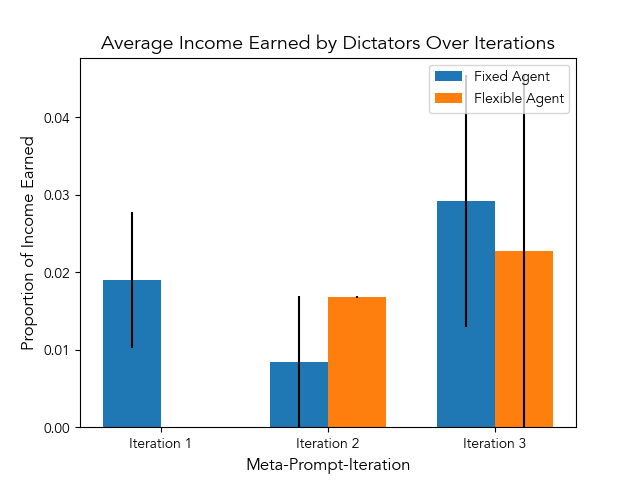 Average Income Earned by Dictators Over Iterations
Fixed Agent
Flexible Agent
Proportion of Income Earned
0.04
0.03
0.02
0.01
0.00
Iteration 1
Iteration 2
Iteration 3
Meta-Prompt-Iteration